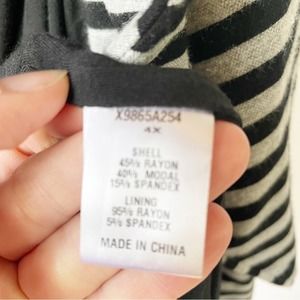 X9865A254
4X
SHELL
45% RAYON
40% MODAL
15% SPANDEX
LINING
95% RAYON
5% SPANDEX
MADE IN CHINA